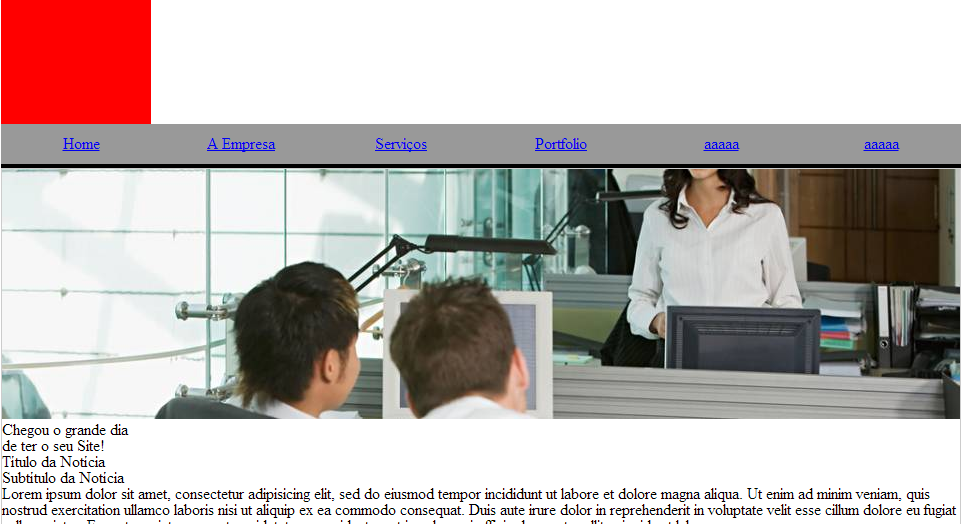 Home A Empresa Serviços Portfolio aaaaa aaaaa
Chegou o grande dia
de ter o seu Site!
Titulo da Noticia
Subtitulo da Noticia
Lorem ipsum dolor sit amet, consectetur adipisicing elit, sed do eiusmod tempor incididunt ut labore et dolore magna aliqua. Ut enim ad minim veniam, quis
nostrud exercitation ullamco laboris nisi ut aliquip ex ea commodo consequat. Duis aute irure dolor in reprehenderit in voluptate velit esse cillum dolore eu fugiat